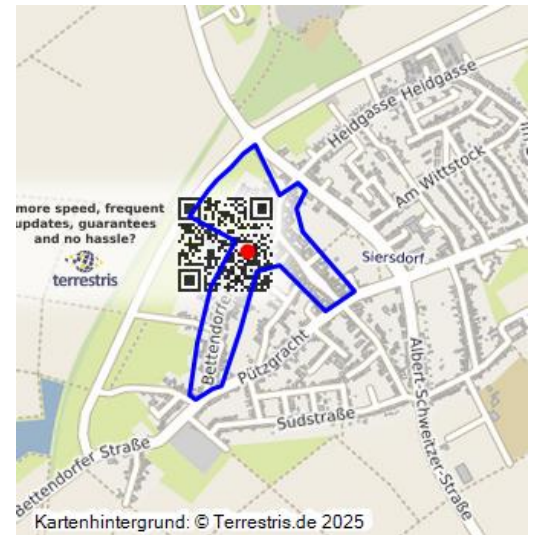 Heidgasse Heidgasse
Am Wittstock
more speed, frequent
updates, guarantees
and no hassle?
terrestris
Siersdorf
Pützgracht
Albert-Schweitzer-Straße
Südstraße
Bettendorfer Straße
Kartenhintergrund: © Terrestris.de 2025